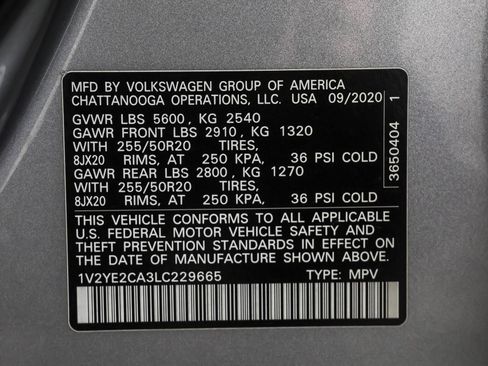 MFD BY VOLKSWAGEN GROUP OF AMERICA
CHATTANOOGA OPERATIONS, LLC. USA 09/2020
GVWR LBS 5600 , KG 2540
GAWR FRONT LBS 2910, KG 1320
WITH 255/50R20 TIRES,
8JX20 RIMS, AT 250 KPA, 36 PSI COLD
GAWR REAR LBS 2800 , KG 1270
WITH 255/50R20 TIRES,
8JX20 RIMS, AT 250 KPA, 36 PSI COLD
THIS VEHICLE CONFORMS TO ALL APPLICABLE
U.S. FEDERAL MOTOR VEHICLE SAFETY AND
THEFT PREVENTION STANDARDS IN EFFECT ON
THE DATE OF MANUFACTURE SHOWN ABOVE.
1V2YE2CA3LC229665 TYPE: MPV
3650404 1